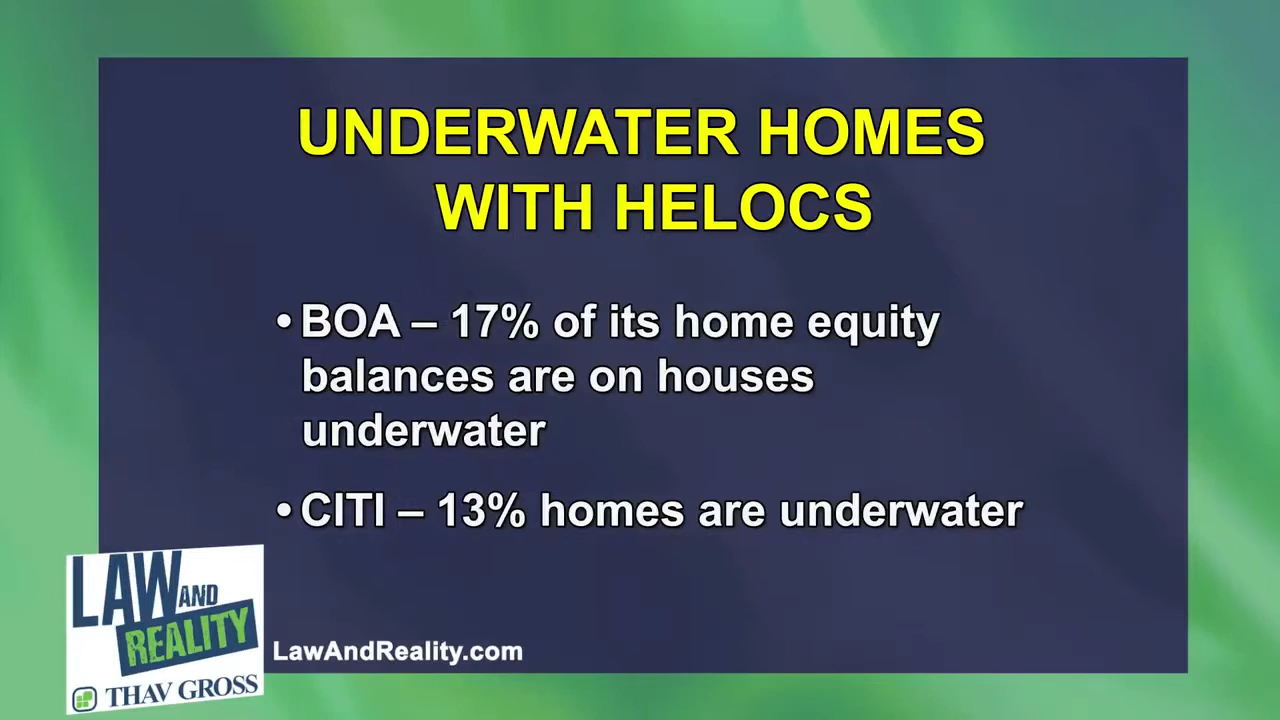 UNDERWATER HOMES
WITH HELOCS
• BOA – 17% of its home equity
balances are on houses
underwater
• CITI – 13% homes are underwater
LAW AND
REALITY
THAV GROSS
LawAndReality.com